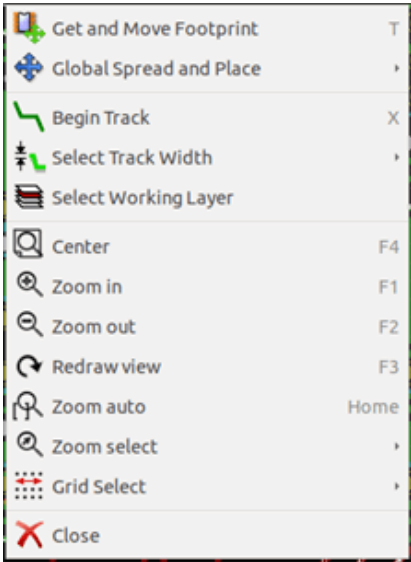 Get and Move Footprint T
Global Spread and Place
Begin Track X
Select Track Width
Select Working Layer
Center F4
Zoom in F1
Zoom out F2
Redraw view F3
Zoom auto Home
Zoom select
Grid Select
Close